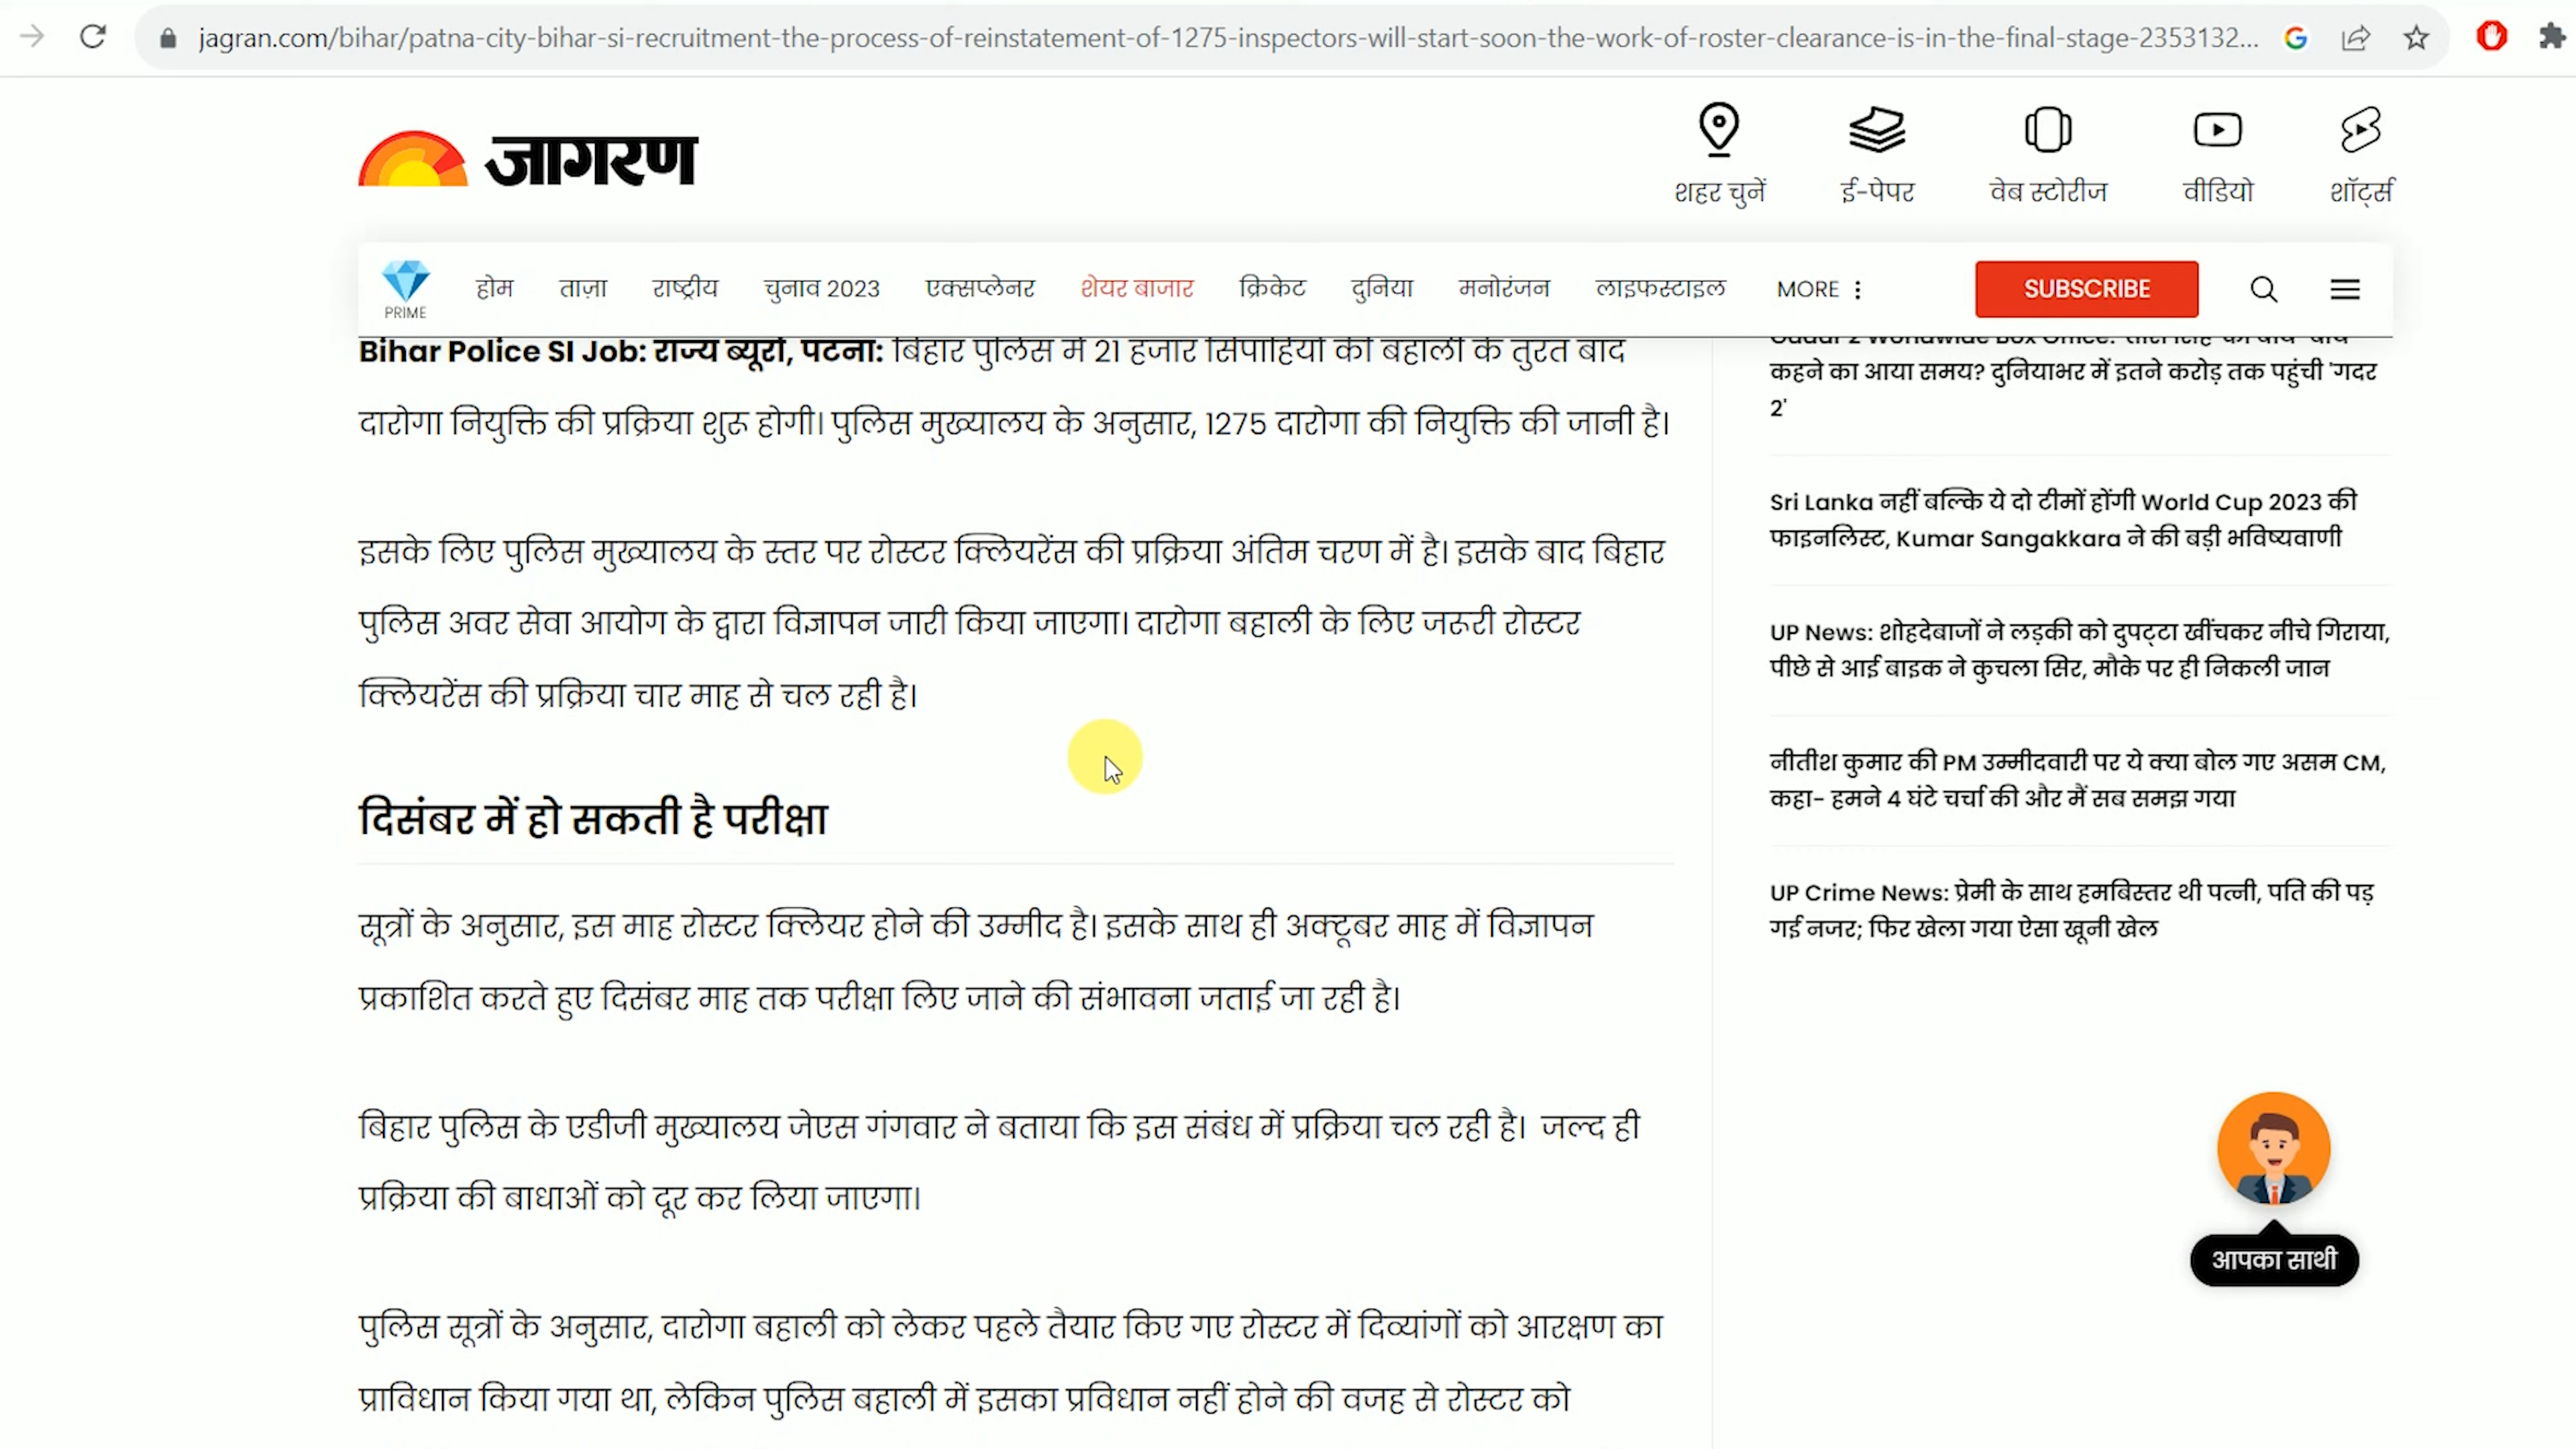 jagran.com/bihar/patna-city-bihar-si-recruitment-the-process-of-reinstatement-of-1275-inspectors-will-start-soon-the-work-of-roster-clearance-is-in-the-final-stage-2353132...
जागरण
शहर चुनें ई-पेपर वेब स्टोरीज वीडियो शॉर्ट्स
PRIME होम ताज़ा राष्ट्रीय चुनाव 2023 एक्सप्लेनर शेयर बाजार क्रिकेट दुनिया मनोरंजन लाइफस्टाइल MORE SUBSCRIBE
Bihar Police SI Job: राज्य ब्यूरो, पटना: बिहार पुलिस में 21 हजार सिपाहियों की बहाली के तुरंत बाद
दारोगा नियुक्ति की प्रक्रिया शुरू होगी। पुलिस मुख्यालय के अनुसार, 1275 दारोगा की नियुक्ति की जानी है।
इसके लिए पुलिस मुख्यालय के स्तर पर रोस्टर क्लियरेंस की प्रक्रिया अंतिम चरण में है। इसके बाद बिहार
पुलिस अवर सेवा आयोग के द्वारा विज्ञापन जारी किया जाएगा। दारोगा बहाली के लिए जरूरी रोस्टर
क्लियरेंस की प्रक्रिया चार माह से चल रही है।
दिसंबर में हो सकती है परीक्षा
सूत्रों के अनुसार, इस माह रोस्टर क्लियर होने की उम्मीद है। इसके साथ ही अक्टूबर माह में विज्ञापन
प्रकाशित करते हुए दिसंबर माह तक परीक्षा लिए जाने की संभावना जताई जा रही है।
बिहार पुलिस के एडीजी मुख्यालय जेएस गंगवार ने बताया कि इस संबंध में प्रक्रिया चल रही है। जल्द ही
प्रक्रिया की बाधाओं को दूर कर लिया जाएगा।
पुलिस सूत्रों के अनुसार, दारोगा बहाली को लेकर पहले तैयार किए गए रोस्टर में दिव्यांगों को आरक्षण का
प्राविधान किया गया था, लेकिन पुलिस बहाली में इसका प्रविधान नहीं होने की वजह से रोस्टर को
2 Worldwide Box Office:
कहने का आया समय? दुनियाभर में इतने करोड़ तक पहुंची 'गदर
2'
Sri Lanka नहीं बल्कि ये दो टीमों होंगी World Cup 2023 की
फाइनलिस्ट, Kumar Sangakkara ने की बड़ी भविष्यवाणी
UP News: शोहदेबाजों ने लड़की को दुपट्टा खींचकर नीचे गिराया,
पीछे से आई बाइक ने कुचला सिर, मौके पर ही निकली जान
नीतीश कुमार की PM उम्मीदवारी पर ये क्या बोल गए असम CM,
कहा- हमने 4 घंटे चर्चा की और मैं सब समझ गया
UP Crime News: प्रेमी के साथ हमबिस्तर थी पत्नी, पति की पड़
गई नजर; फिर खेला गया ऐसा खूनी खेल
आपका साथी